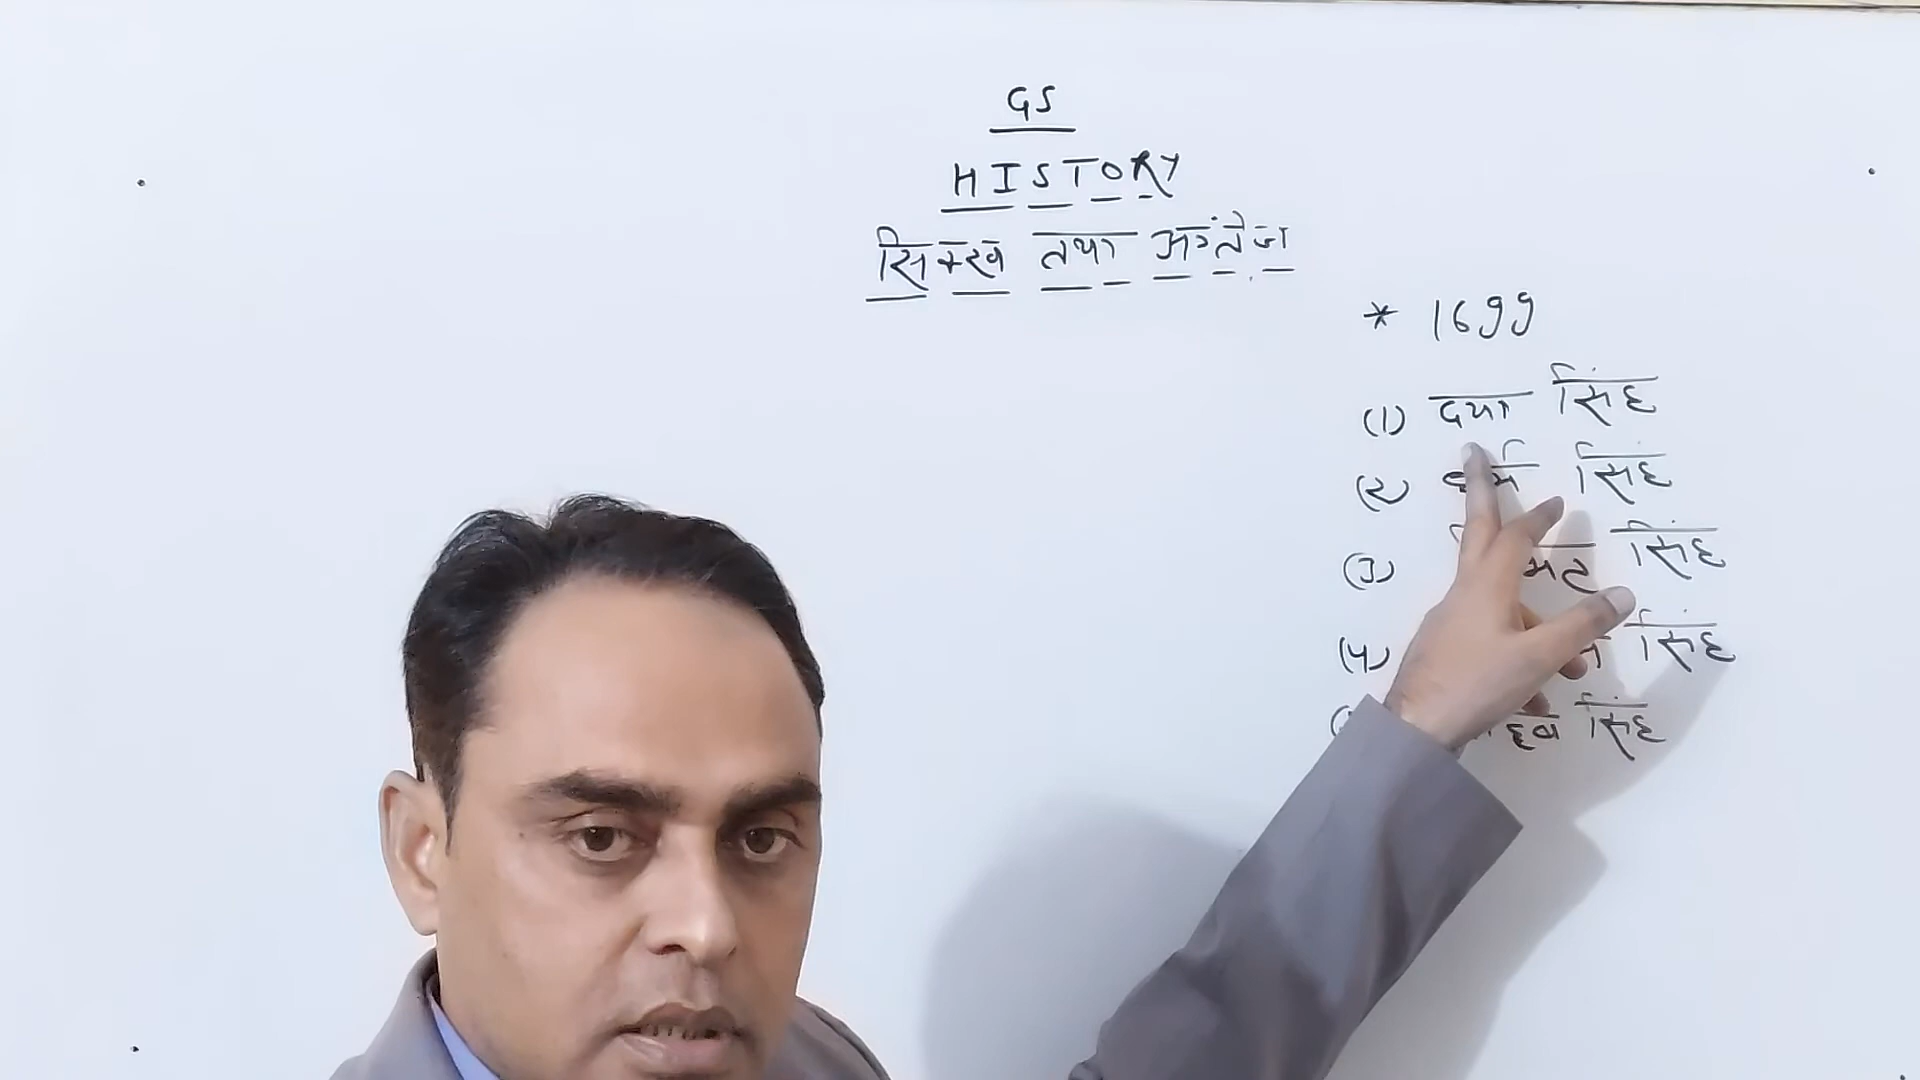 GS
HISTORY
सिक्ख तथा अंग्रेज
* 1699
(1) दया सिंह
(2) धर्म सिंह
(3) सिंह
(4) सिंह
सिंह